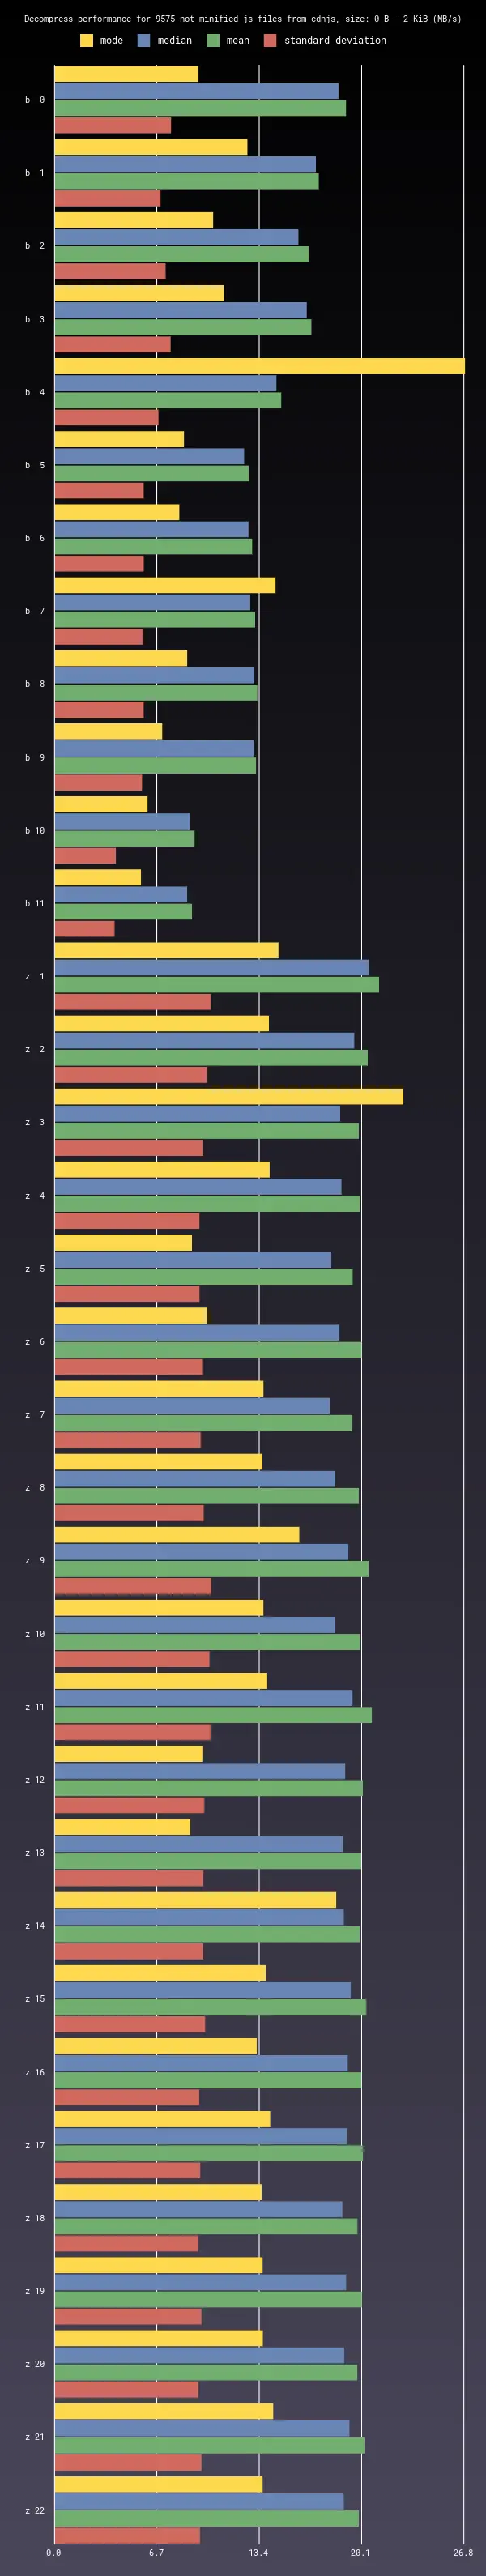 Decompress performance for 9575 not minified js files from cdnjs, size: 0 B - 2 KiB (MB/s)
mode median mean standard deviation
b 0
b 1
b 2
b 3
b 4
b 5
b 6
b 7
b 8
b 9
b 10
b 11
z 1
z 2
z 3
z 4
z 5
z 6
z 7
z 8
z 9
z 10
z 11
z 12
z 13
z 14
z 15
z 16
z 17
z 18
z 19
z 20
z 21
z 22
0.0 6.7 13.4 20.1 26.8